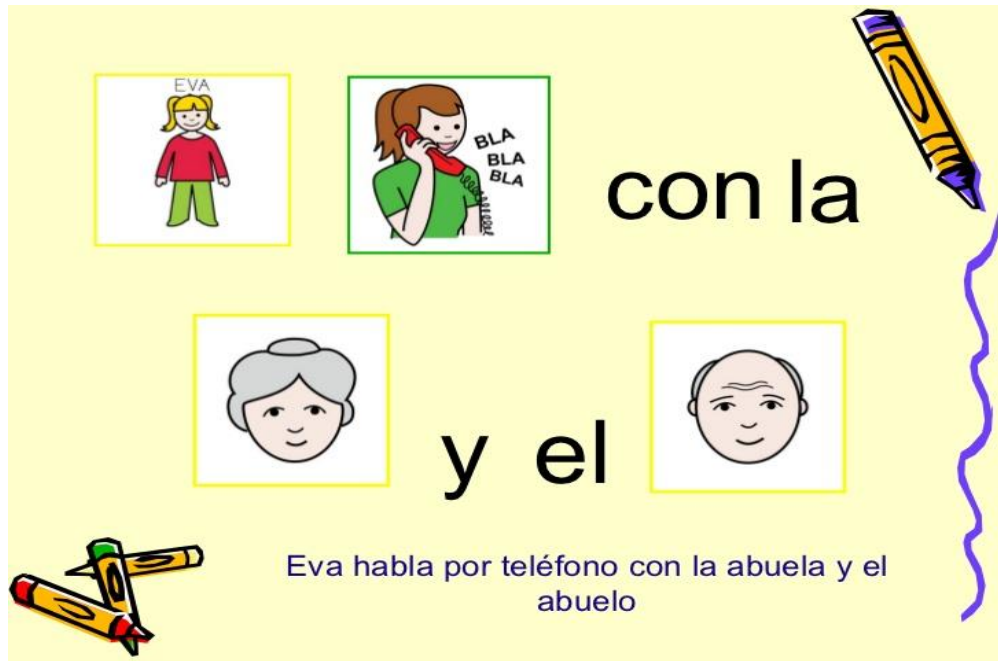 EVA
BLA
BLA
BLA
con la
y el
Eva habla por teléfono con la abuela y el
abuelo